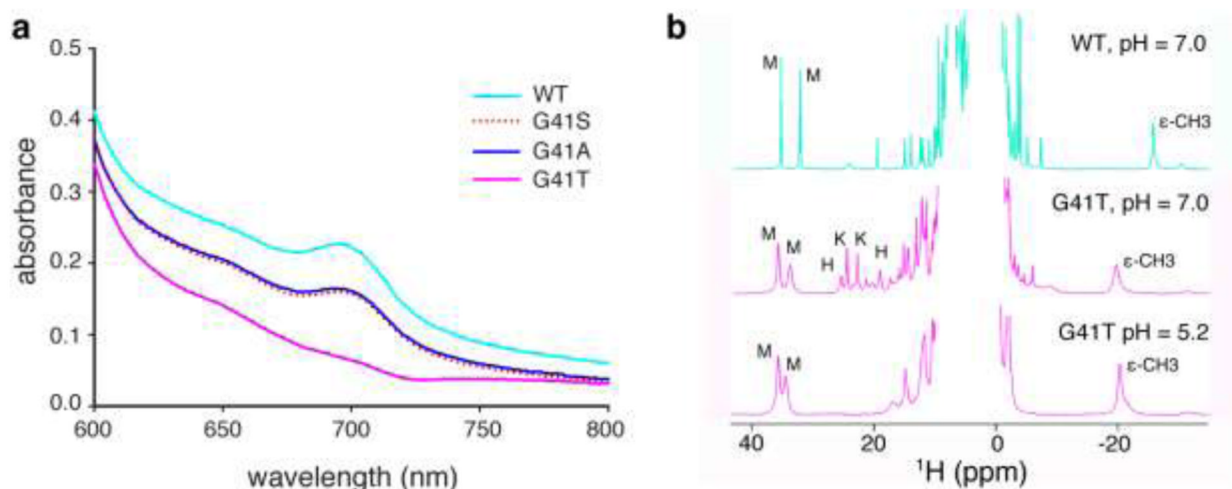 a
0.5
0.4
0.3
0.2
0.1
0.0
absorbance
600
650
700
750
800
wavelength (nm)
WT
G41S
G41A
G41T
b
WT, pH = 7.0
M
M
ε-CH3
G41T, pH = 7.0
M
M
H
K
K
H
ε-CH3
G41T pH = 5.2
M
M
ε-CH3
40
20
0
-20
¹H (ppm)